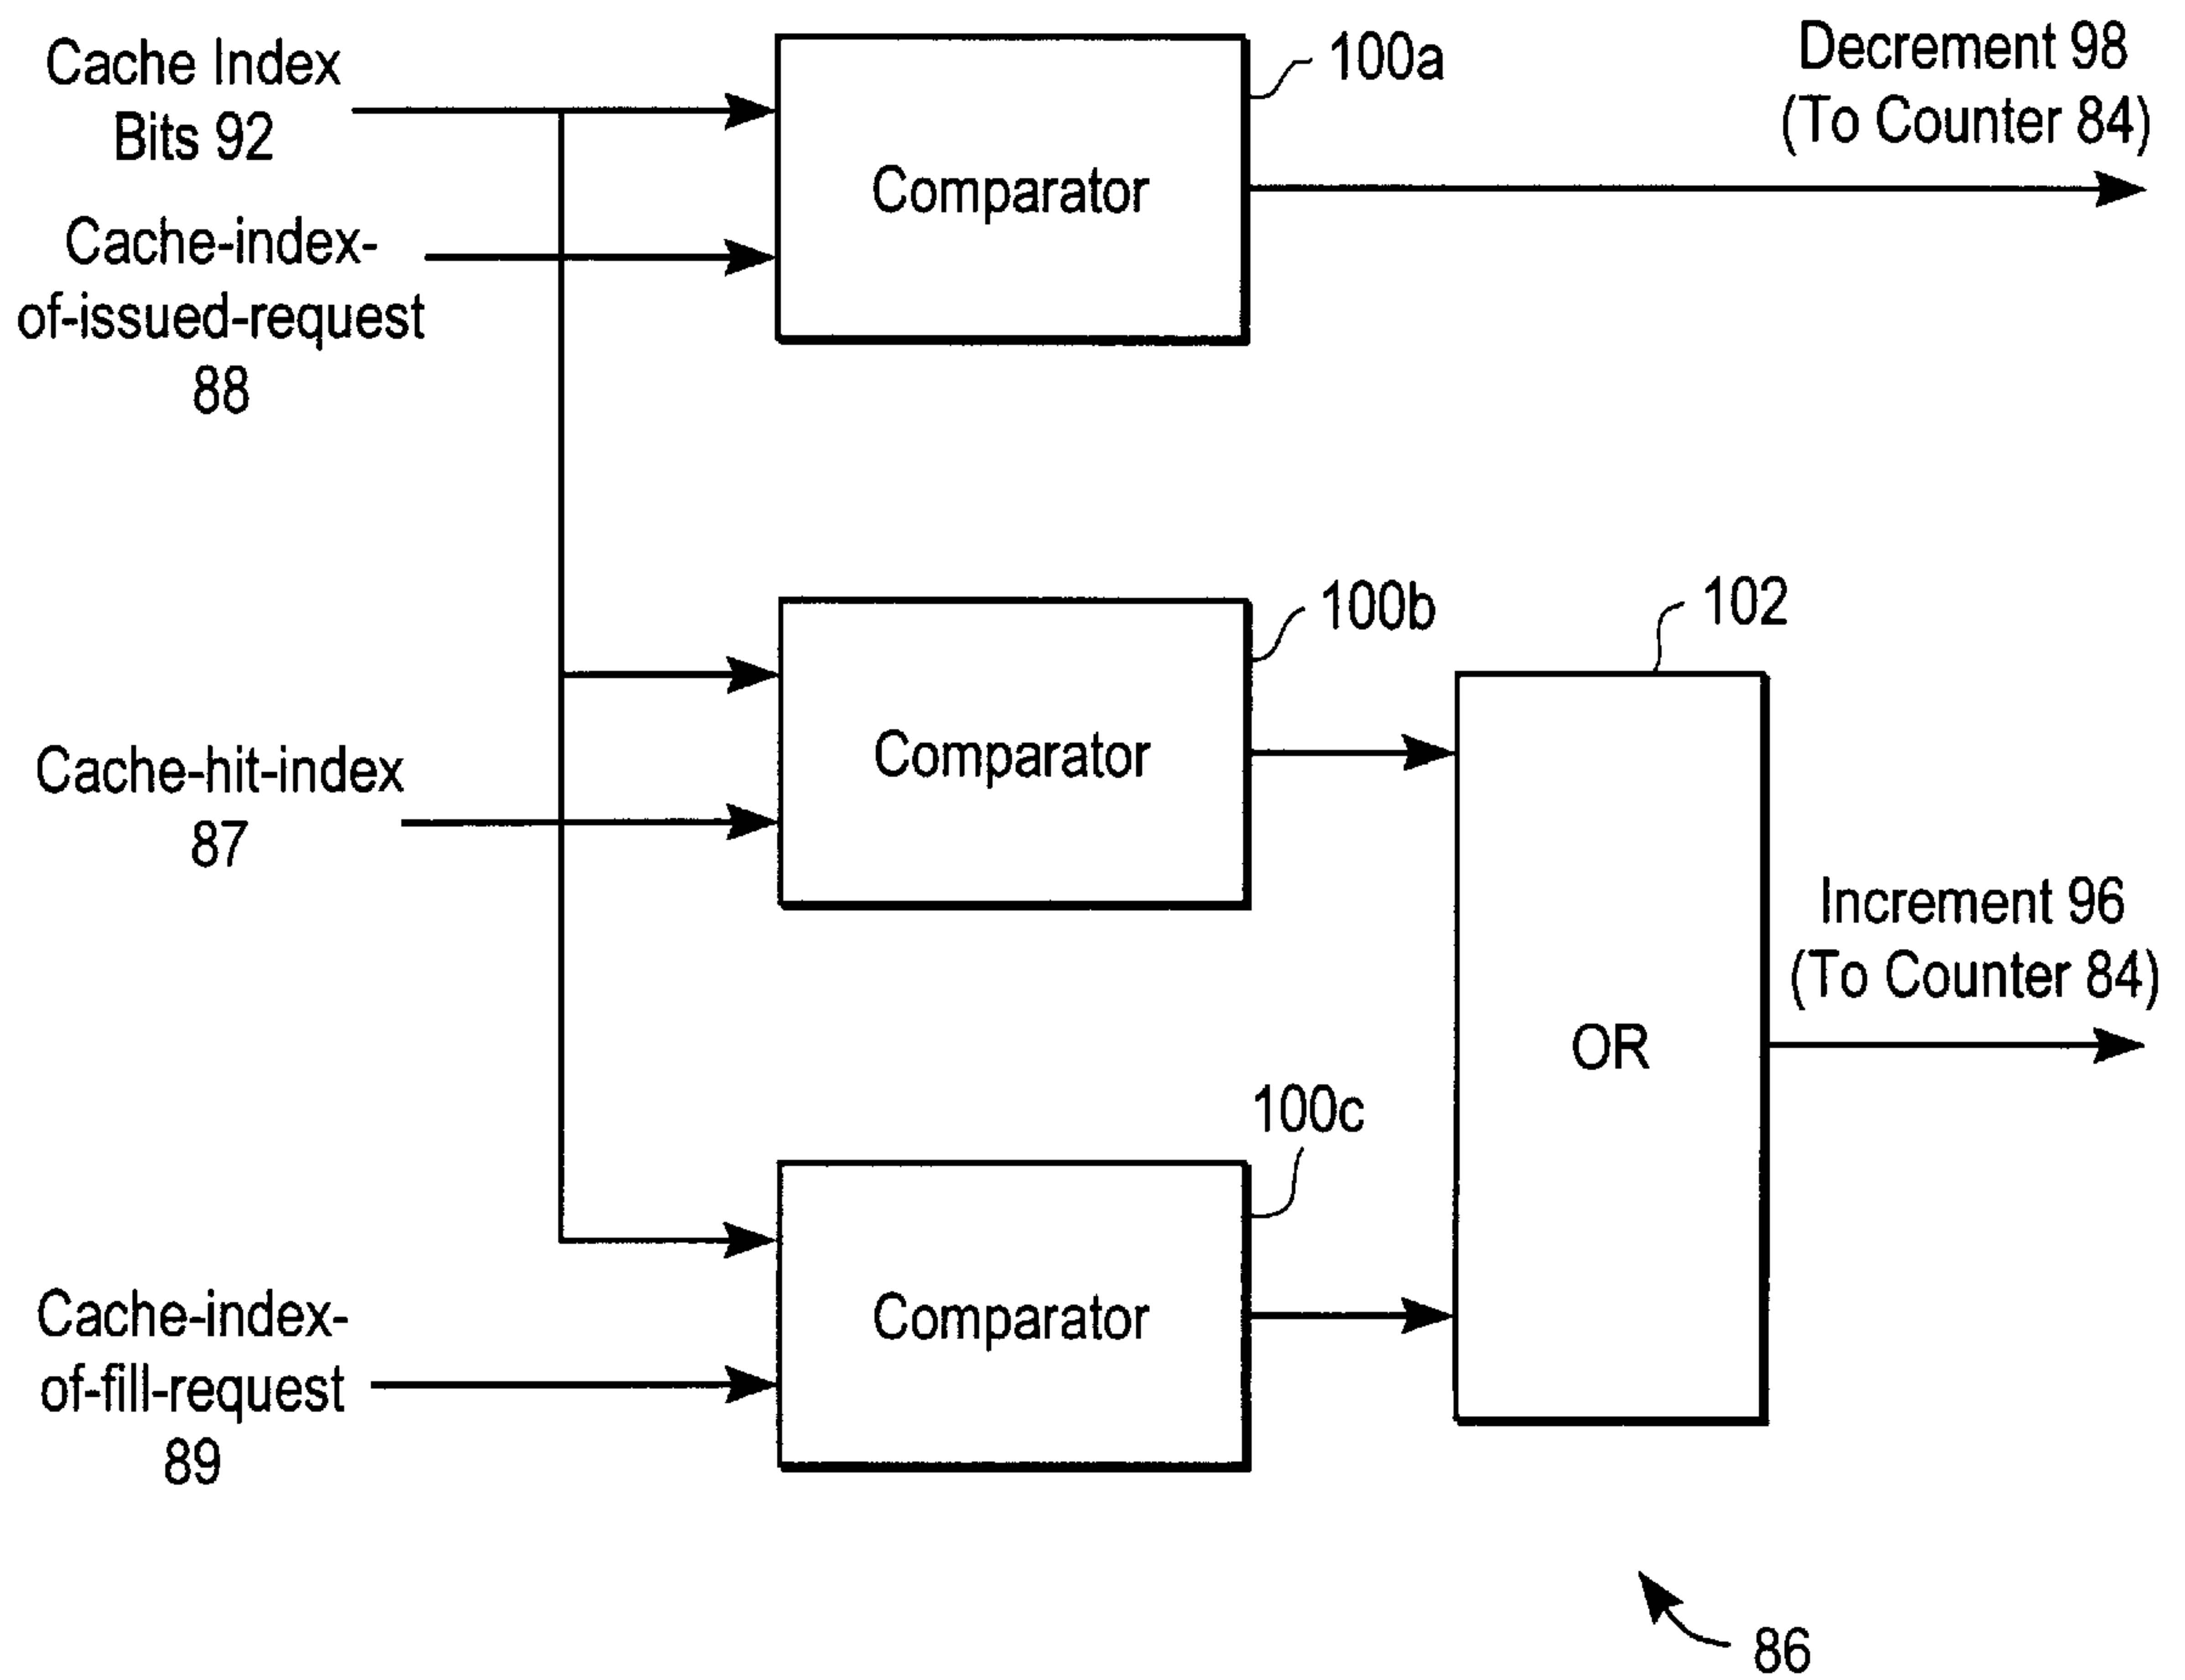 Cache Index
Bits 92
Cache-index-
of-issued-request
88
Comparator
100a
Decrement 98
(To Counter 84)
Cache-hit-index
87
Comparator
100b
102
OR
Increment 96
(To Counter 84)
Cache-index-
of-fill-request
89
Comparator
100c
86